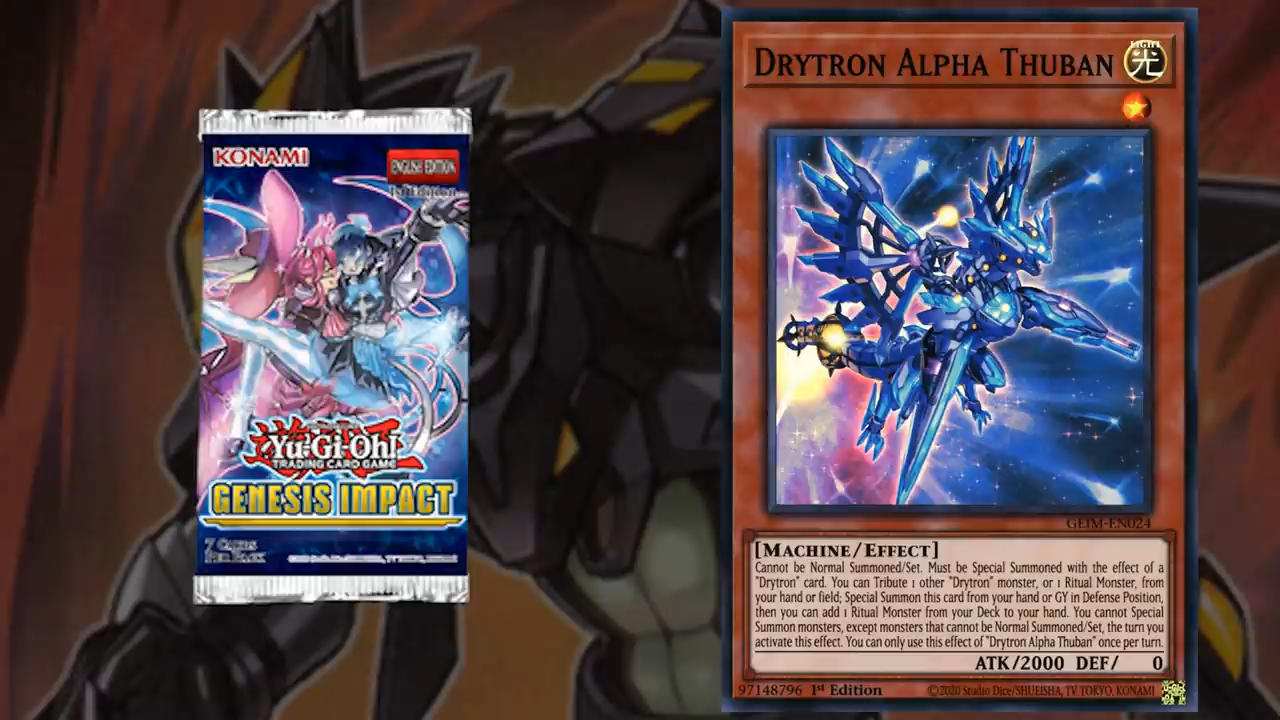 KONAMI
ENGLISH EDITION
1st Edition
Yu-Gi-Oh!
TRADING CARD GAME
GENESIS IMPACT
7 CARDS
PER PACK
DRYTRON ALPHA THUBAN
LIGHT
光
GEIM-EN024
[MACHINE/EFFECT]
Cannot be Normal Summoned/Set. Must be Special Summoned with the effect of a
"Drytron" card. You can Tribute 1 other "Drytron" monster, or 1 Ritual Monster, from
your hand or field; Special Summon this card from your hand or GY in Defense Position,
then you can add 1 Ritual Monster from your Deck to your hand. You cannot Special
Summon monsters, except monsters that cannot be Normal Summoned/Set, the turn you
activate this effect. You can only use this effect of "Drytron Alpha Thuban" once per turn.
ATK/2000 DEF/ 0
97148796 1st Edition ©2020 Studio Dice/SHUEISHA, TV TOKYO, KONAMI